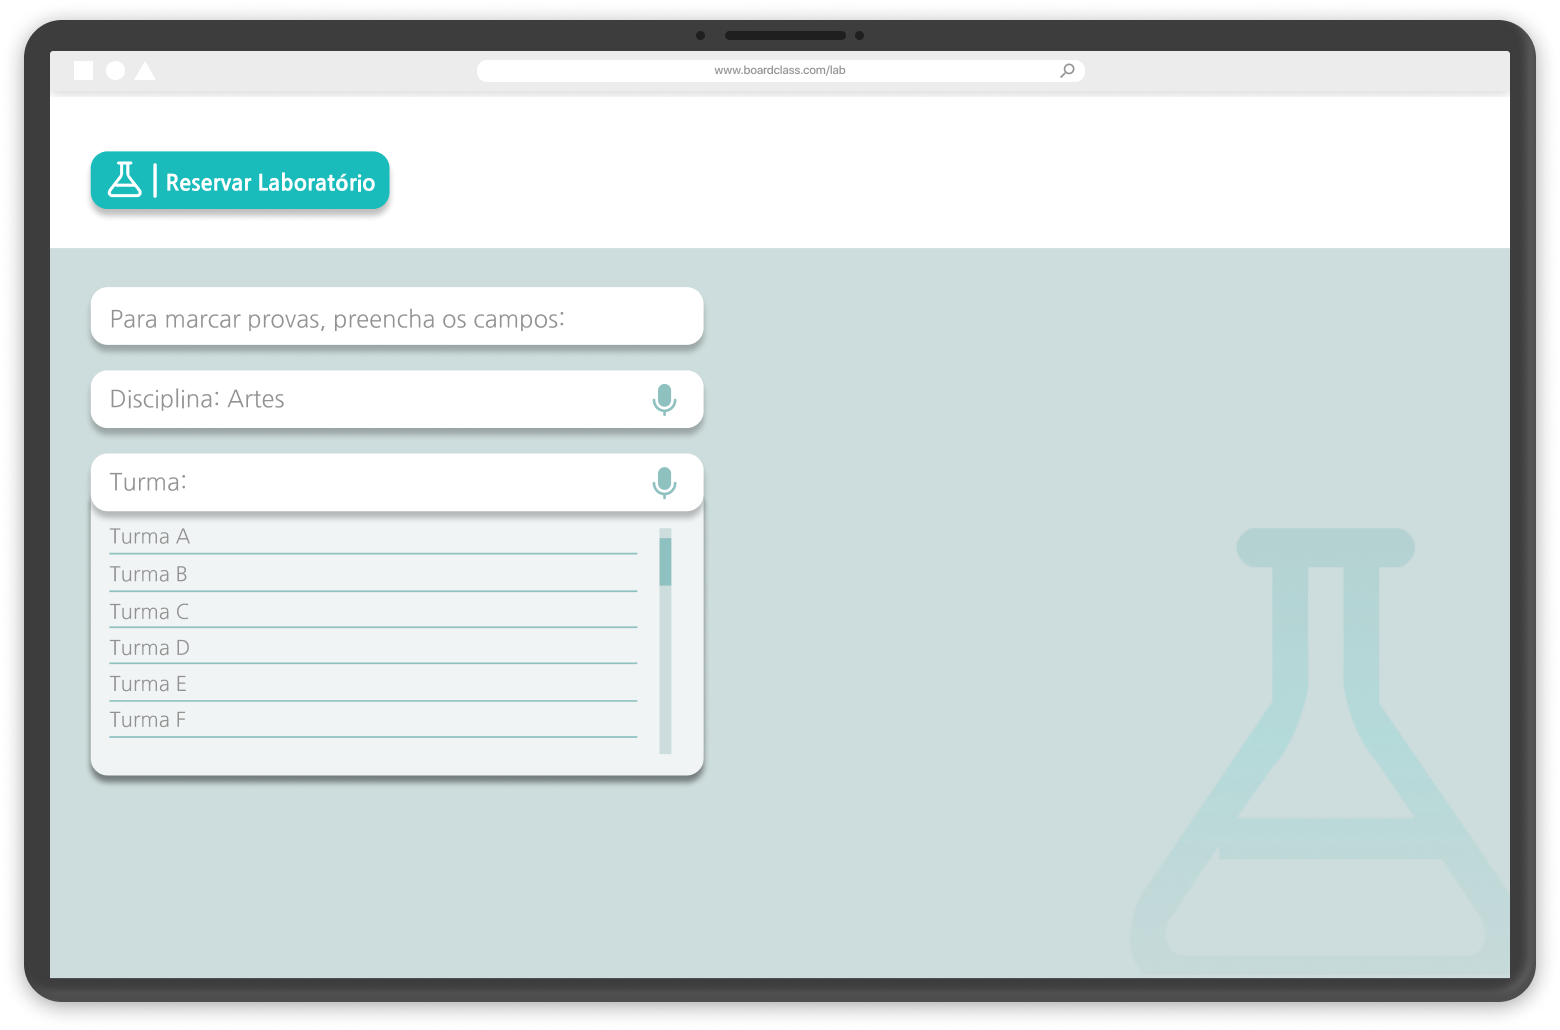 www.boardclass.com/lab
Reservar Laboratório
Para marcar provas, preencha os campos:
Disciplina: Artes
Turma:
Turma A
Turma B
Turma C
Turma D
Turma E
Turma F